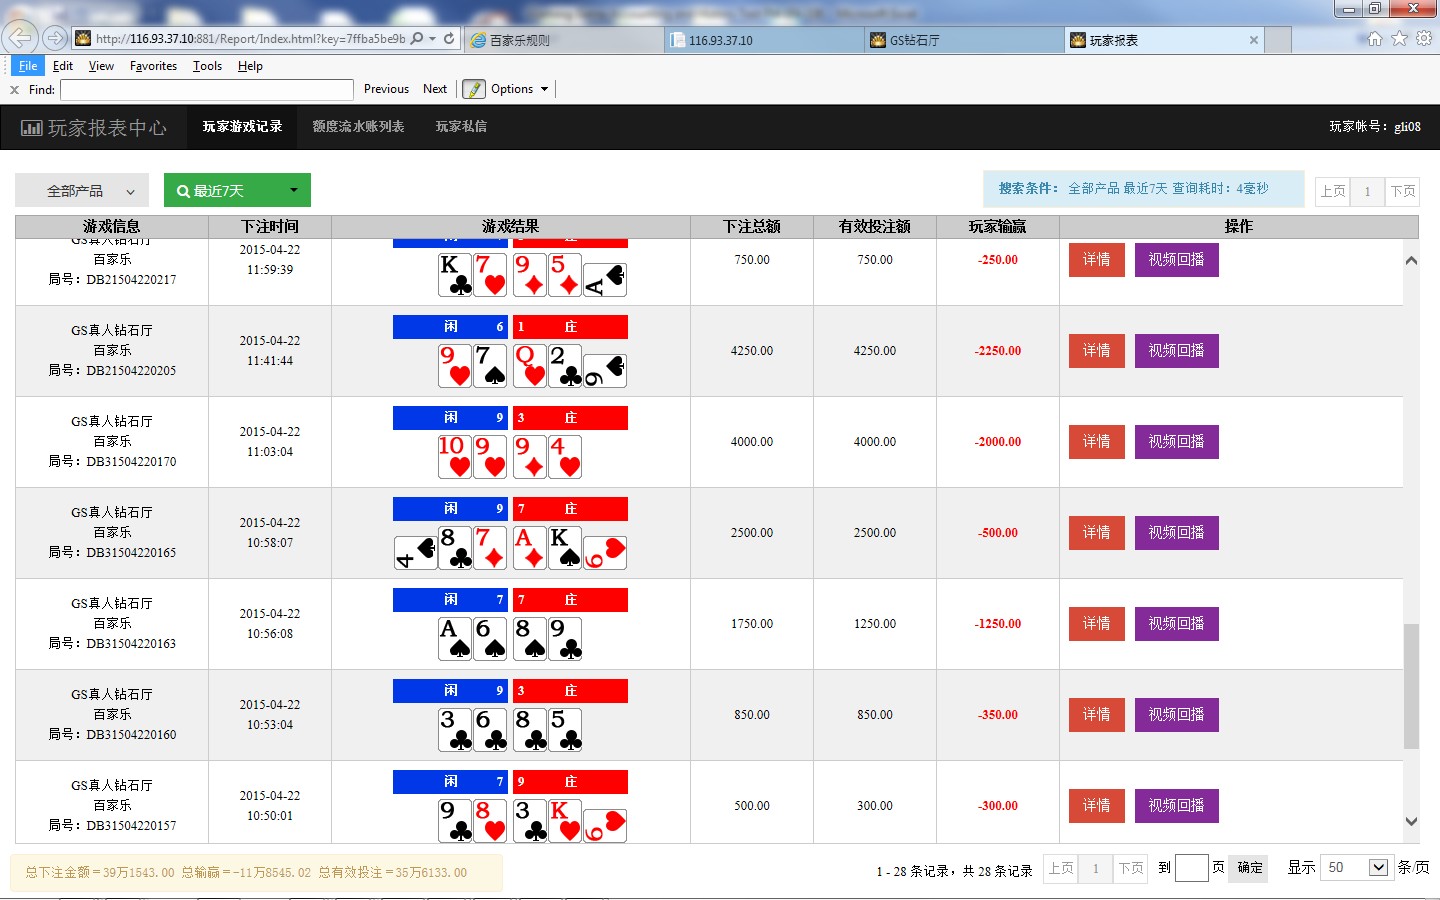 http://116.93.37.10:881/Report/Index.html?key=7ffba5be9b
百家乐规则
116.93.37.10
GS钻石厅
玩家报表
File Edit View Favorites Tools Help
Find: Previous Next Options
玩家报表中心 玩家游戏记录 额度流水账列表 玩家私信 玩家帐号：gli08
全部产品 最近7天 搜索条件： 全部产品 最近7天 查询耗时：4毫秒 上页 1 下页
游戏信息 下注时间 游戏结果 下注总额 有效投注额 玩家输赢 操作
GS真人钻石厅
百家乐
局号：DB21504220217
2015-04-22
11:59:39
K 7 9 5 A
750.00 750.00 -250.00 详情 视频回播
GS真人钻石厅
百家乐
局号：DB21504220205
2015-04-22
11:41:44
闲 6 1 庄
9 7 Q 2 9
4250.00 4250.00 -2250.00 详情 视频回播
GS真人钻石厅
百家乐
局号：DB31504220170
2015-04-22
11:03:04
闲 9 3 庄
10 9 9 4
4000.00 4000.00 -2000.00 详情 视频回播
GS真人钻石厅
百家乐
局号：DB31504220165
2015-04-22
10:58:07
闲 9 7 庄
4 8 7 A K 6
2500.00 2500.00 -500.00 详情 视频回播
GS真人钻石厅
百家乐
局号：DB31504220163
2015-04-22
10:56:08
闲 7 7 庄
A 6 8 9
1750.00 1250.00 -1250.00 详情 视频回播
GS真人钻石厅
百家乐
局号：DB31504220160
2015-04-22
10:53:04
闲 9 3 庄
3 6 8 5
850.00 850.00 -350.00 详情 视频回播
GS真人钻石厅
百家乐
局号：DB31504220157
2015-04-22
10:50:01
闲 7 9 庄
9 8 3 K 6
500.00 300.00 -300.00 详情 视频回播
总下注金额＝39万1543.00 总输赢＝-11万8545.02 总有效投注＝35万6133.00
1 - 28 条记录，共 28 条记录 上页 1 下页 到 页 确定 显示 50 条/页